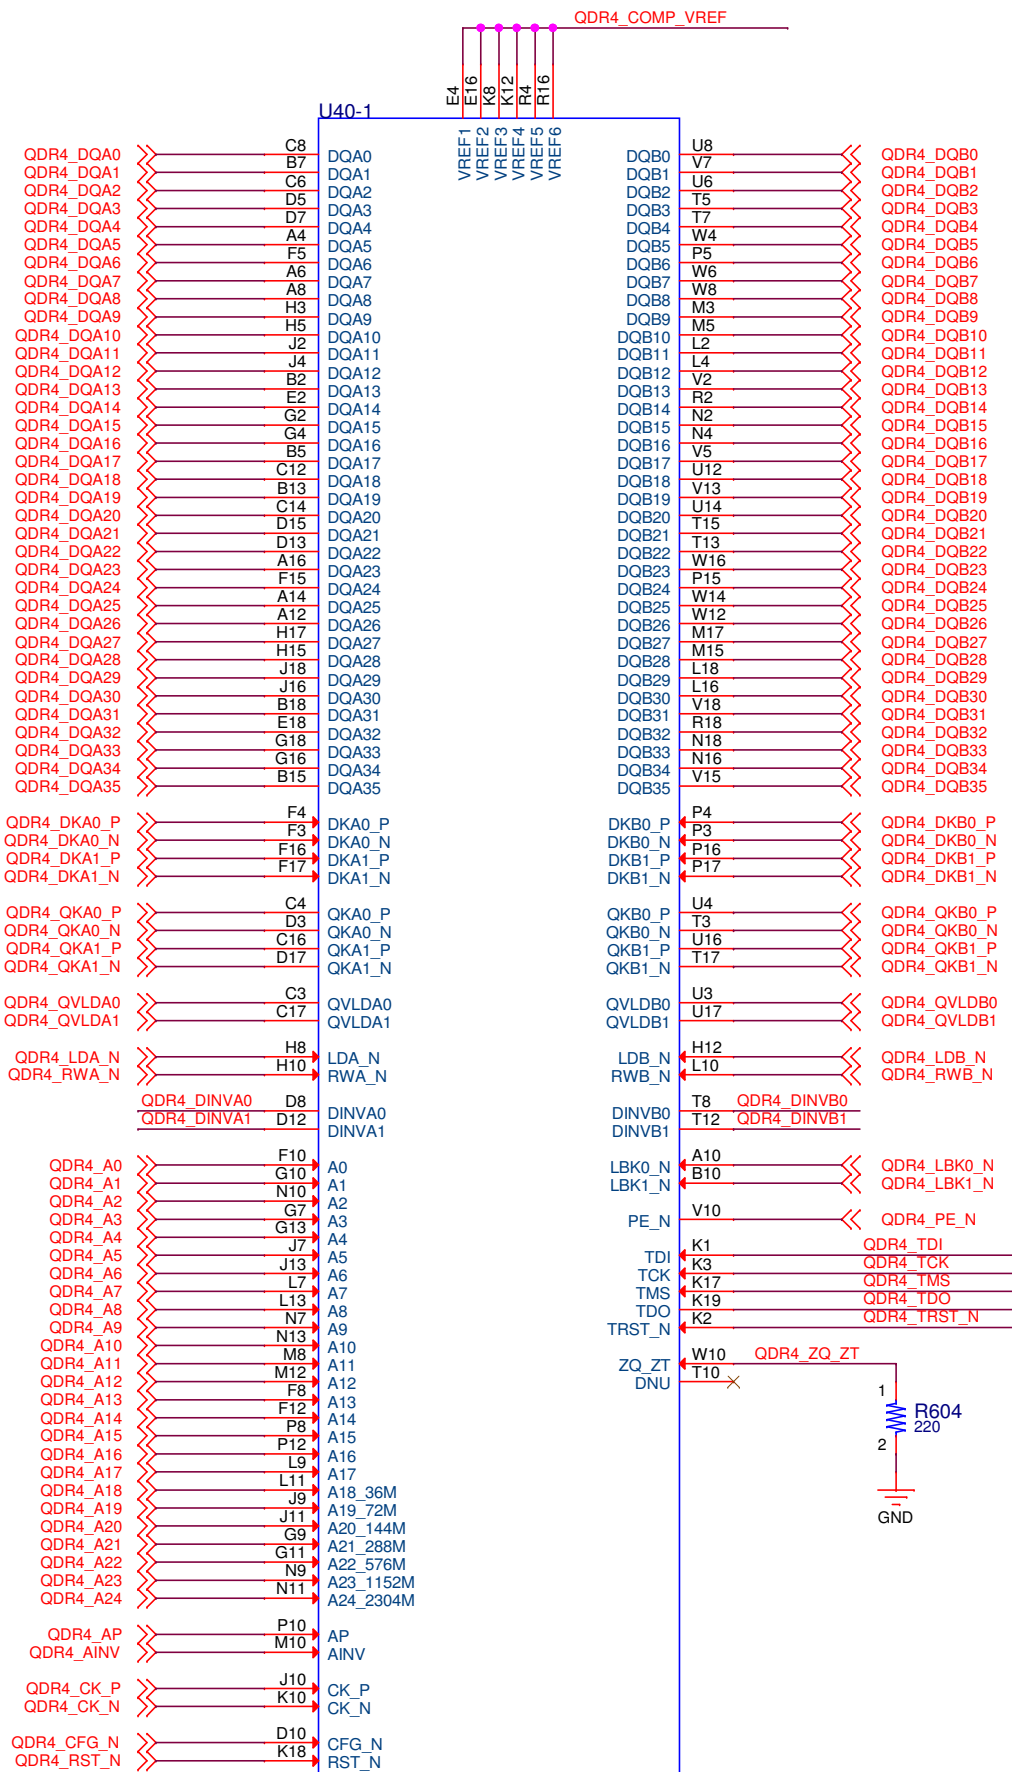 QDR4_COMP_VREF
E4 E16 K8 K12 R4 R16
U40-1
VREF1 VREF2 VREF3 VREF4 VREF5 VREF6
QDR4_DQA0 C8 DQA0 DQB0 U8 QDR4_DQB0
QDR4_DQA1 B7 DQA1 DQB1 V7 QDR4_DQB1
QDR4_DQA2 C6 DQA2 DQB2 U6 QDR4_DQB2
QDR4_DQA3 D5 DQA3 DQB3 T5 QDR4_DQB3
QDR4_DQA4 D7 DQA4 DQB4 T7 QDR4_DQB4
QDR4_DQA5 A4 DQA5 DQB5 W4 QDR4_DQB5
QDR4_DQA6 F5 DQA6 DQB6 P5 QDR4_DQB6
QDR4_DQA7 A6 DQA7 DQB7 W6 QDR4_DQB7
QDR4_DQA8 A8 DQA8 DQB8 W8 QDR4_DQB8
QDR4_DQA9 H3 DQA9 DQB9 M3 QDR4_DQB9
QDR4_DQA10 H5 DQA10 DQB10 M5 QDR4_DQB10
QDR4_DQA11 J2 DQA11 DQB11 L2 QDR4_DQB11
QDR4_DQA12 J4 DQA12 DQB12 L4 QDR4_DQB12
QDR4_DQA13 B2 DQA13 DQB13 V2 QDR4_DQB13
QDR4_DQA14 E2 DQA14 DQB14 R2 QDR4_DQB14
QDR4_DQA15 G2 DQA15 DQB15 N2 QDR4_DQB15
QDR4_DQA16 G4 DQA16 DQB16 N4 QDR4_DQB16
QDR4_DQA17 B5 DQA17 DQB17 V5 QDR4_DQB17
QDR4_DQA18 C12 DQA18 DQB18 U12 QDR4_DQB18
QDR4_DQA19 B13 DQA19 DQB19 V13 QDR4_DQB19
QDR4_DQA20 C14 DQA20 DQB20 U14 QDR4_DQB20
QDR4_DQA21 D15 DQA21 DQB21 T15 QDR4_DQB21
QDR4_DQA22 D13 DQA22 DQB22 T13 QDR4_DQB22
QDR4_DQA23 A16 DQA23 DQB23 W16 QDR4_DQB23
QDR4_DQA24 F15 DQA24 DQB24 P15 QDR4_DQB24
QDR4_DQA25 A14 DQA25 DQB25 W14 QDR4_DQB25
QDR4_DQA26 A12 DQA26 DQB26 W12 QDR4_DQB26
QDR4_DQA27 H17 DQA27 DQB27 M17 QDR4_DQB27
QDR4_DQA28 H15 DQA28 DQB28 M15 QDR4_DQB28
QDR4_DQA29 J18 DQA29 DQB29 L18 QDR4_DQB29
QDR4_DQA30 J16 DQA30 DQB30 L16 QDR4_DQB30
QDR4_DQA31 B18 DQA31 DQB31 V18 QDR4_DQB31
QDR4_DQA32 E18 DQA32 DQB32 R18 QDR4_DQB32
QDR4_DQA33 G18 DQA33 DQB33 N18 QDR4_DQB33
QDR4_DQA34 G16 DQA34 DQB34 N16 QDR4_DQB34
QDR4_DQA35 B15 DQA35 DQB35 V15 QDR4_DQB35
QDR4_DKA0_P F4 DKA0_P DKB0_P P4 QDR4_DKB0_P
QDR4_DKA0_N F3 DKA0_N DKB0_N P3 QDR4_DKB0_N
QDR4_DKA1_P F16 DKA1_P DKB1_P P16 QDR4_DKB1_P
QDR4_DKA1_N F17 DKA1_N DKB1_N P17 QDR4_DKB1_N
QDR4_QKA0_P C4 QKA0_P QKB0_P U4 QDR4_QKB0_P
QDR4_QKA0_N D3 QKA0_N QKB0_N T3 QDR4_QKB0_N
QDR4_QKA1_P C16 QKA1_P QKB1_P U16 QDR4_QKB1_P
QDR4_QKA1_N D17 QKA1_N QKB1_N T17 QDR4_QKB1_N
QDR4_QVLDA0 C3 QVLDA0 QVLDB0 U3 QDR4_QVLDB0
QDR4_QVLDA1 C17 QVLDA1 QVLDB1 U17 QDR4_QVLDB1
QDR4_LDA_N H8 LDA_N LDB_N H12 QDR4_LDB_N
QDR4_RWA_N H10 RWA_N RWB_N L10 QDR4_RWB_N
QDR4_DINVA0 D8 DINVA0 DINVB0 T8 QDR4_DINVB0
QDR4_DINVA1 D12 DINVA1 DINVB1 T12 QDR4_DINVB1
QDR4_A0 F10 A0 LBK0_N A10 QDR4_LBK0_N
QDR4_A1 G10 A1 LBK1_N B10 QDR4_LBK1_N
QDR4_A2 N10 A2
QDR4_A3 G7 A3 PE_N V10 QDR4_PE_N
QDR4_A4 G13 A4
QDR4_A5 J7 A5 TDI K1 QDR4_TDI
QDR4_A6 J13 A6 TCK K3 QDR4_TCK
QDR4_A7 L7 A7 TMS K17 QDR4_TMS
QDR4_A8 L13 A8 TDO K19 QDR4_TDO
QDR4_A9 N7 A9 TRST_N K2 QDR4_TRST_N
QDR4_A10 N13 A10
QDR4_A11 M8 A11 ZQ_ZT W10 QDR4_ZQ_ZT
QDR4_A12 M12 A12 DNU T10
QDR4_A13 F8 A13 1
QDR4_A14 F12 A14 R604
220
QDR4_A15 P8 A15 2
QDR4_A16 P12 A16
QDR4_A17 L9 A17
QDR4_A18 L11 A18_36M
QDR4_A19 J9 A19_72M GND
QDR4_A20 J11 A20_144M
QDR4_A21 G9 A21_288M
QDR4_A22 G11 A22_576M
QDR4_A23 N9 A23_1152M
QDR4_A24 N11 A24_2304M
QDR4_AP P10 AP
QDR4_AINV M10 AINV
QDR4_CK_P J10 CK_P
QDR4_CK_N K10 CK_N
QDR4_CFG_N D10 CFG_N
QDR4_RST_N K18 RST_N